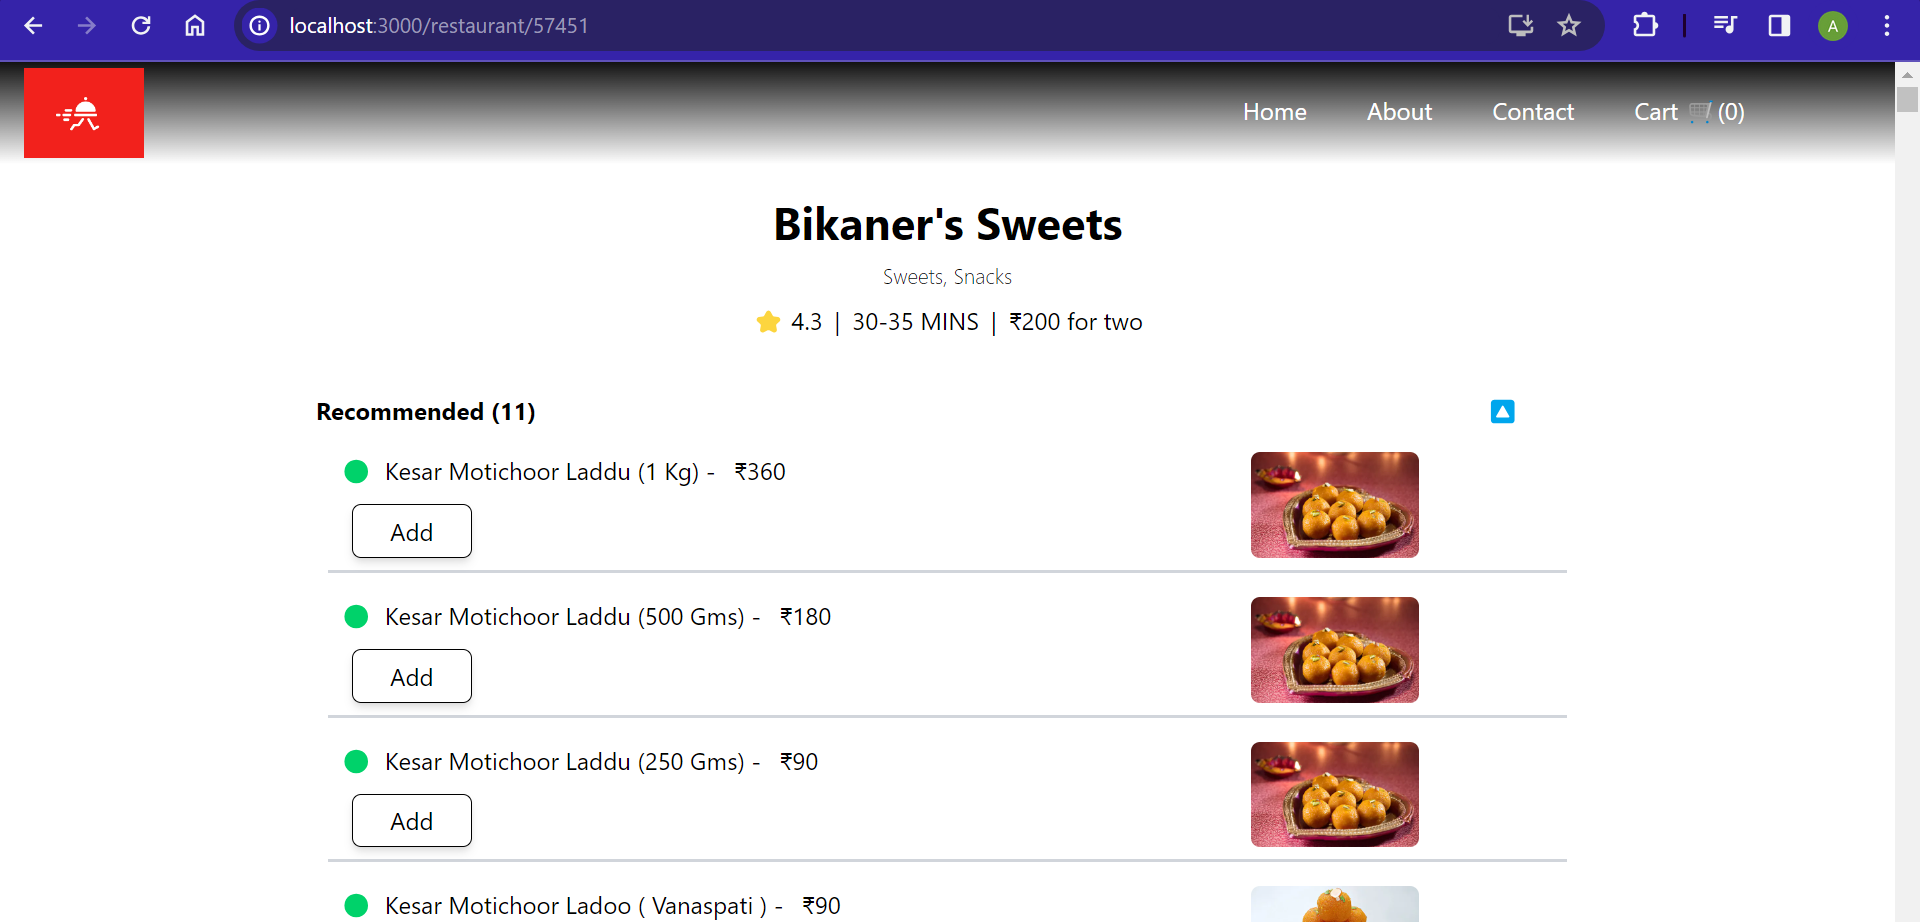 localhost:3000/restaurant/57451
A
Home About Contact Cart 🛒(0)
Bikaner's Sweets
Sweets, Snacks
⭐ 4.3 | 30-35 MINS | ₹200 for two
Recommended (11)
Kesar Motichoor Laddu (1 Kg) - ₹360
Add
Kesar Motichoor Laddu (500 Gms) - ₹180
Add
Kesar Motichoor Laddu (250 Gms) - ₹90
Add
Kesar Motichoor Ladoo ( Vanaspati ) - ₹90